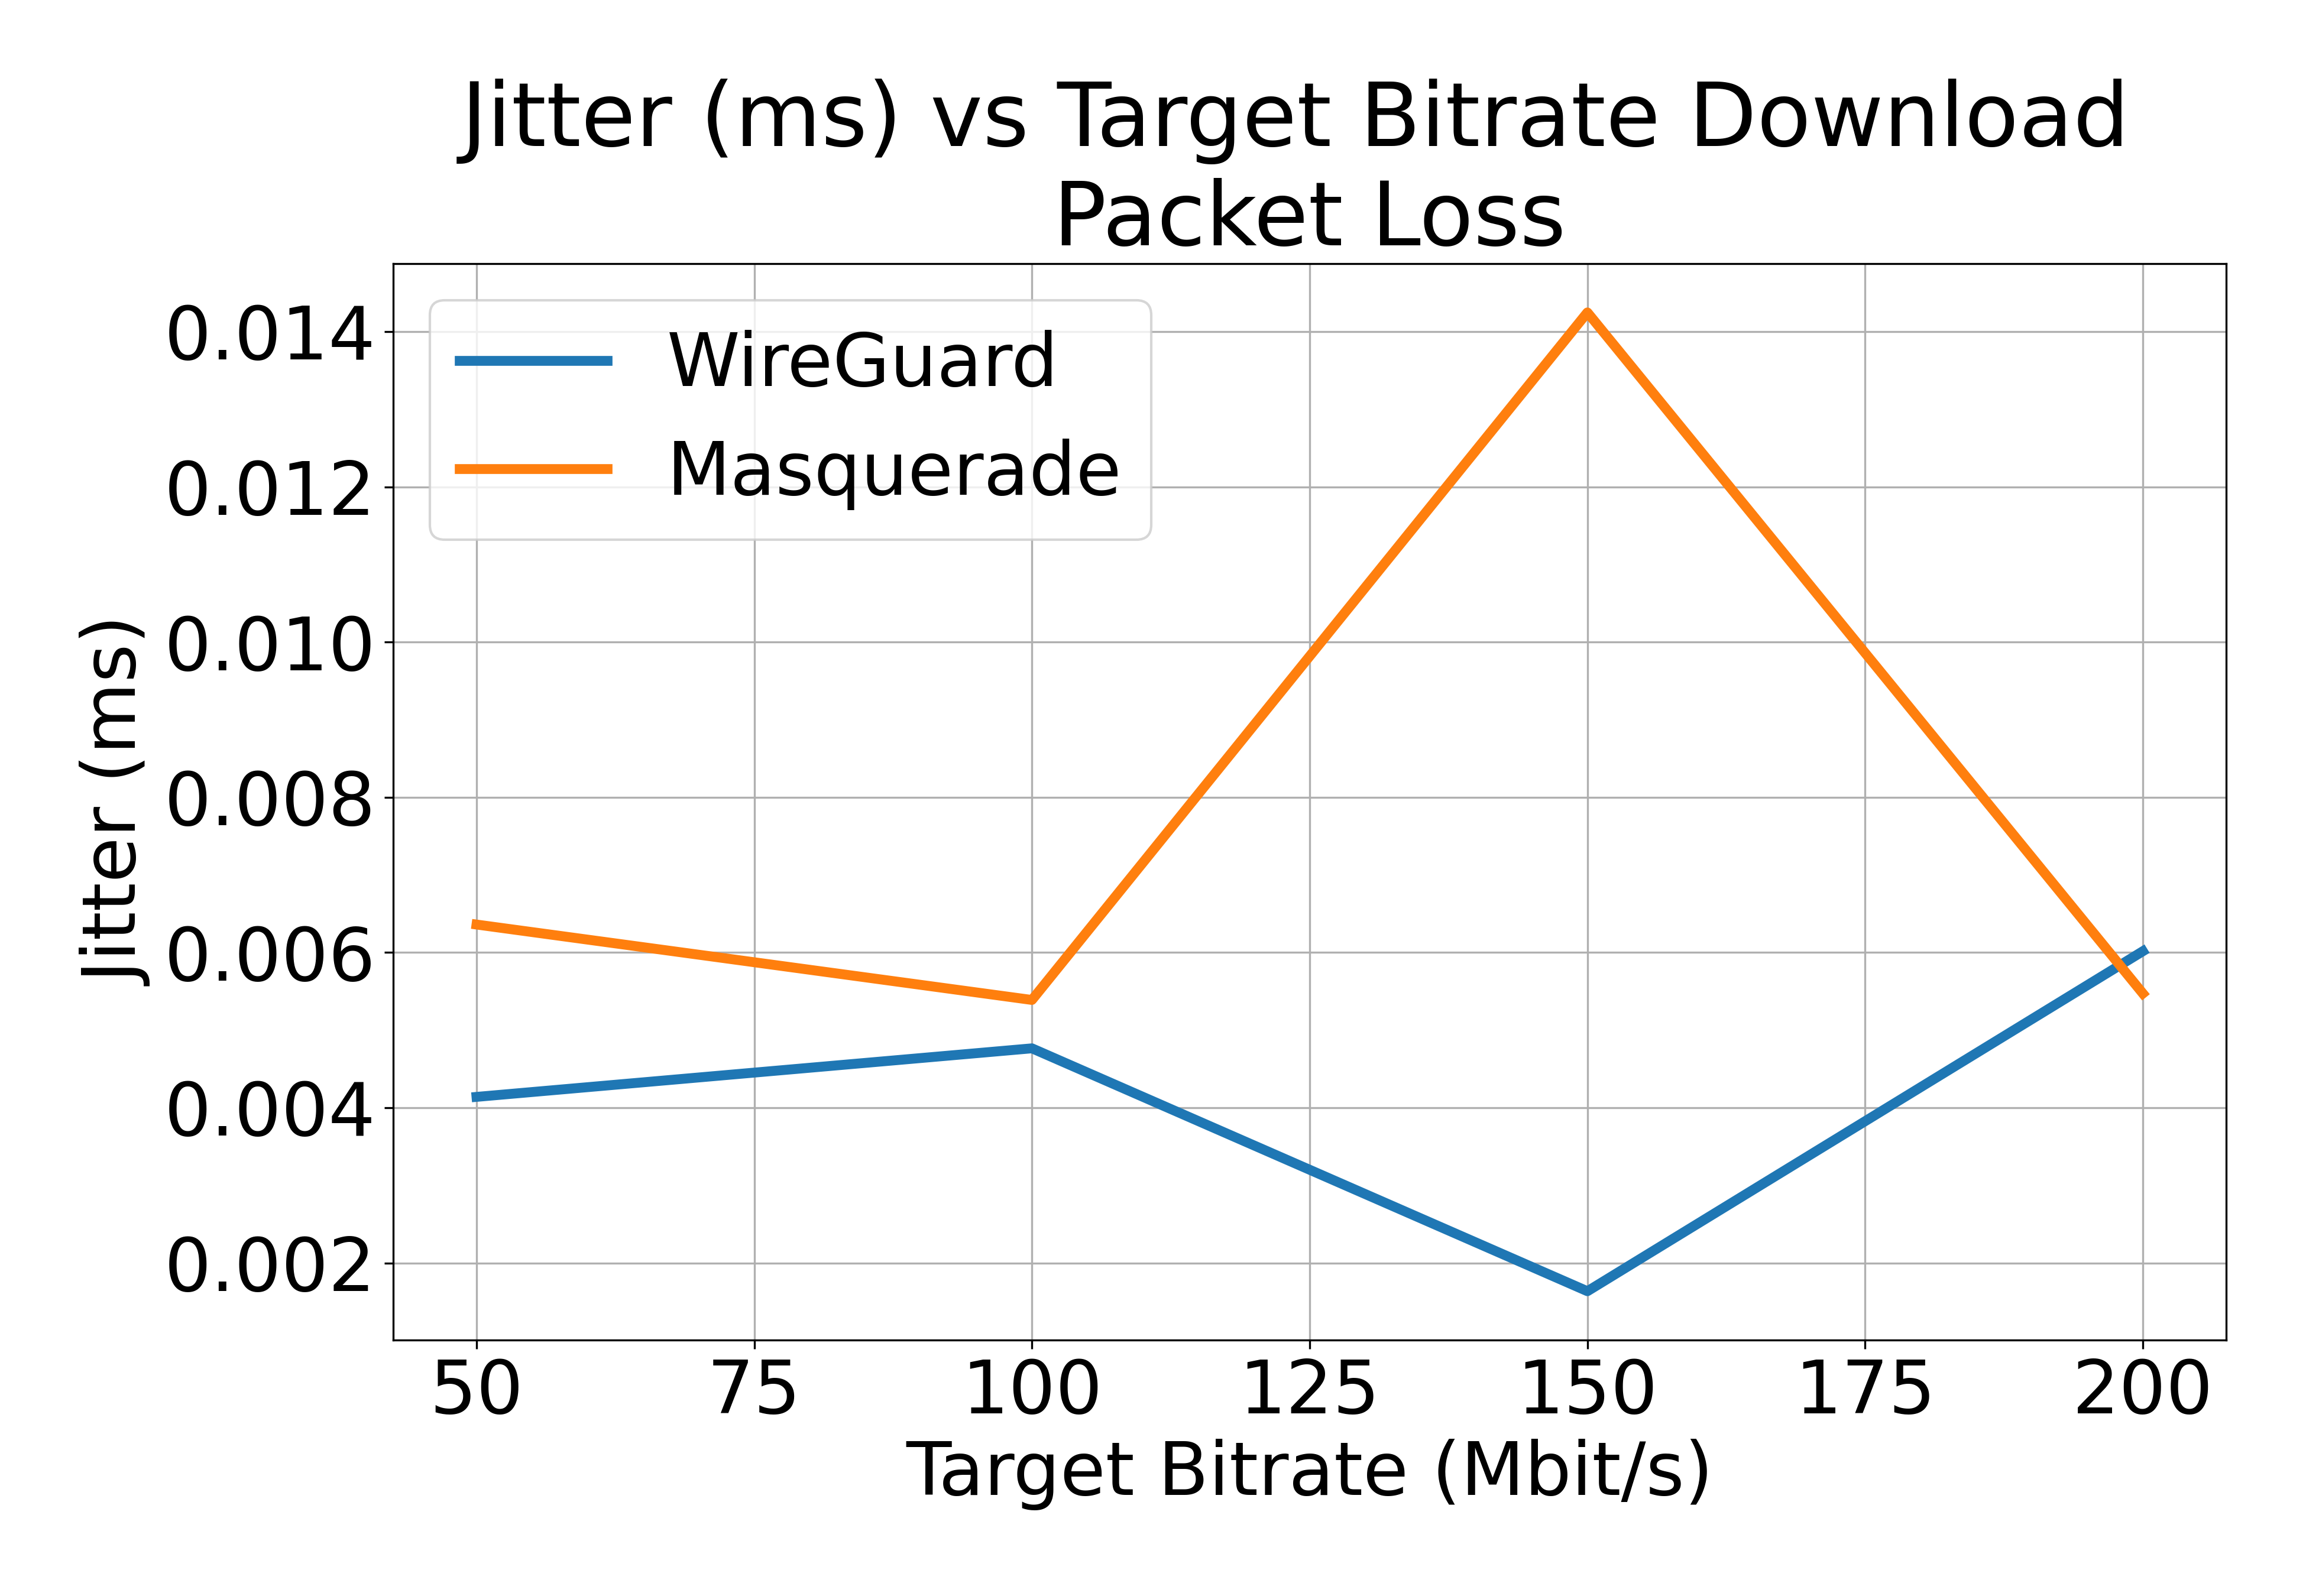 Jitter (ms) vs Target Bitrate Download
Packet Loss
0.014
0.012
0.010
0.008
0.006
0.004
0.002
Jitter (ms)
WireGuard
Masquerade
50 75 100 125 150 175 200
Target Bitrate (Mbit/s)